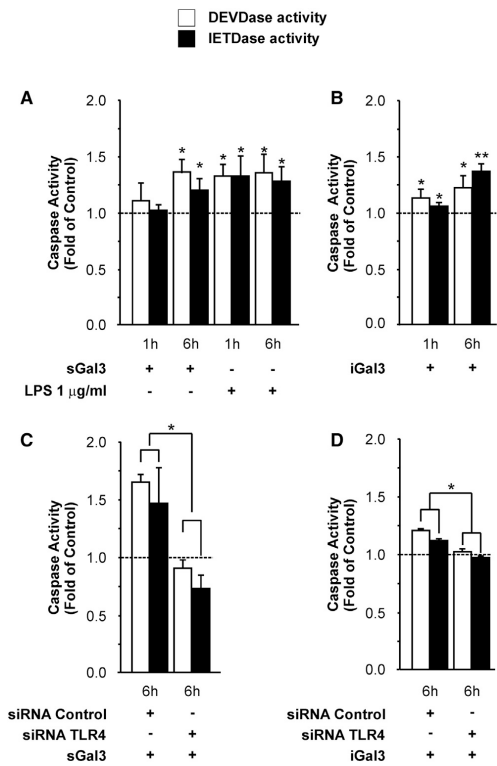 DEVDase activity
IETDase activity
A
Caspase Activity
(Fold of Control)
2.0
1.5
1.0
0.5
0.0
* * * * * *
1h 6h 1h 6h
sGal3 + + - -
LPS 1 µg/ml - - + +
B
Caspase Activity
(Fold of Control)
2.0
1.5
1.0
0.5
0.0
* * * **
1h 6h
iGal3 + +
C
Caspase Activity
(Fold of Control)
2.0
1.5
1.0
0.5
0.0
*
6h 6h
siRNA Control + -
siRNA TLR4 - +
sGal3 + +
D
Caspase Activity
(Fold of Control)
2.0
1.5
1.0
0.5
0.0
*
6h 6h
siRNA Control + -
siRNA TLR4 - +
iGal3 + +